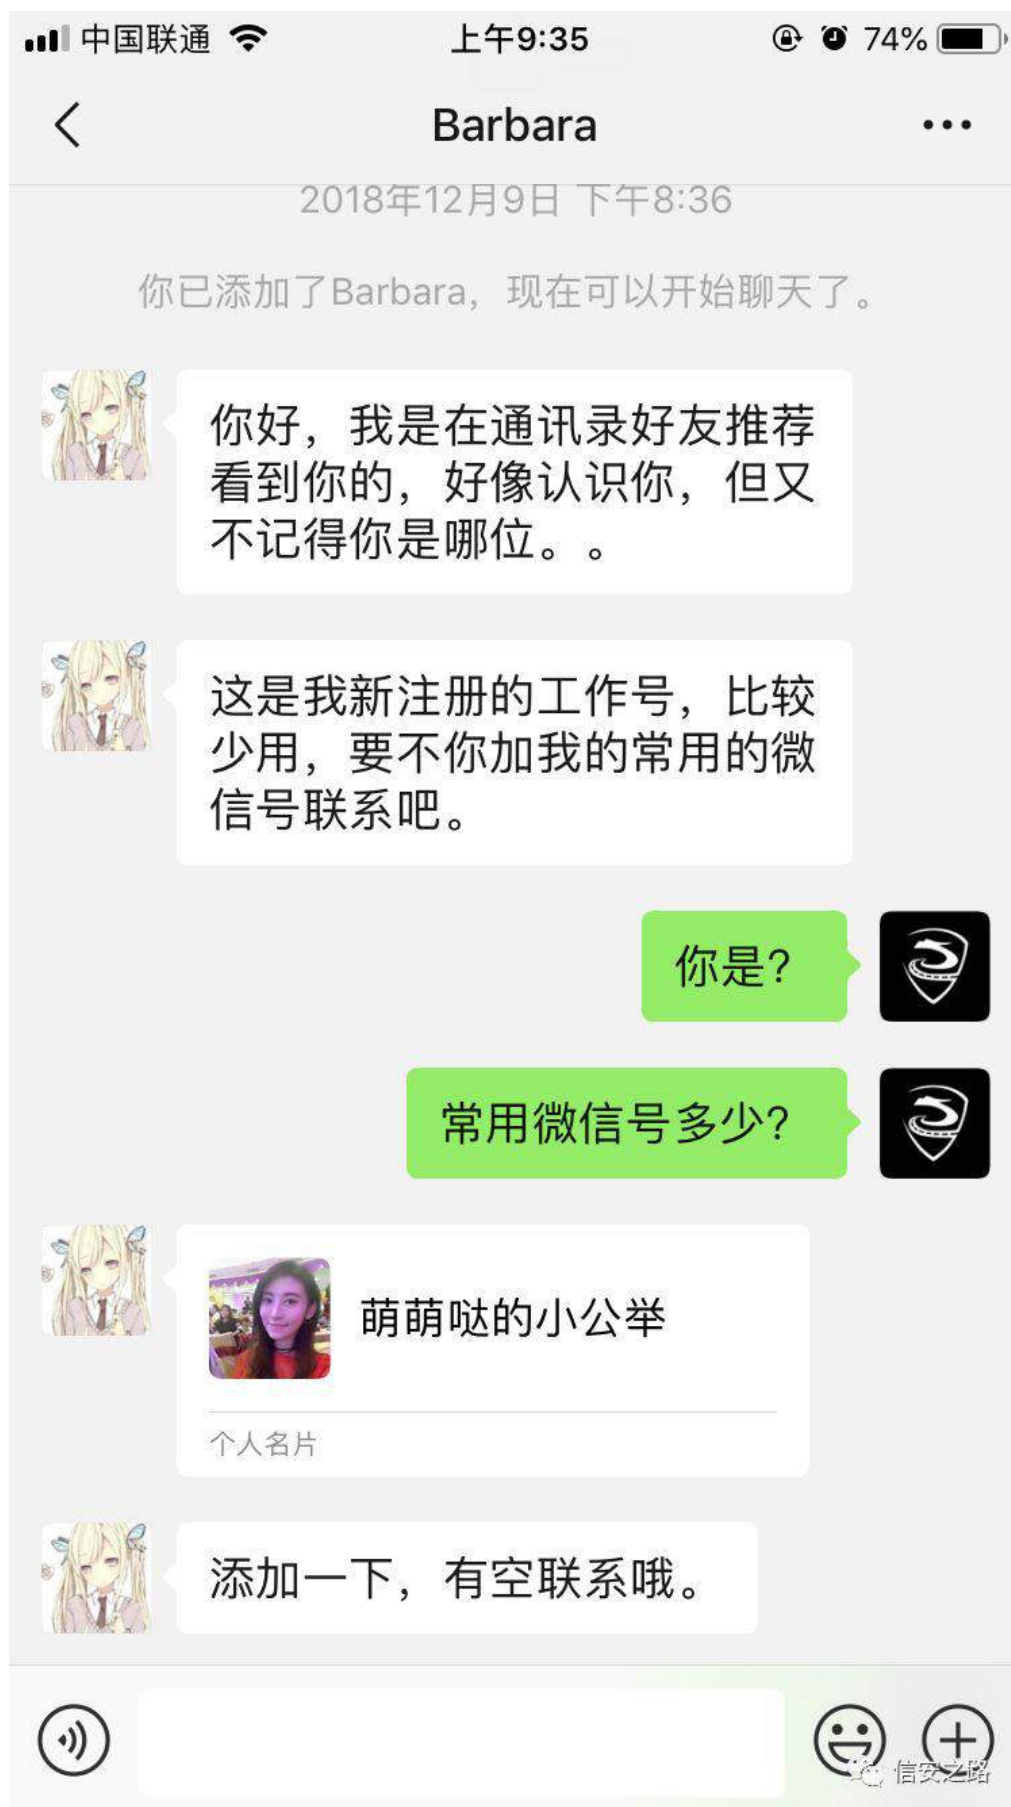 中国联通
上午9:35
74%
Barbara
2018年12月9日 下午8:36
你已添加了Barbara，现在可以开始聊天了。
你好，我是在通讯录好友推荐
看到你的，好像认识你，但又
不记得你是哪位。。
这是我新注册的工作号，比较
少用，要不你加我的常用的微
信号联系吧。
你是？
常用微信号多少？
萌萌哒的小公举
个人名片
添加一下，有空联系哦。
信安之路